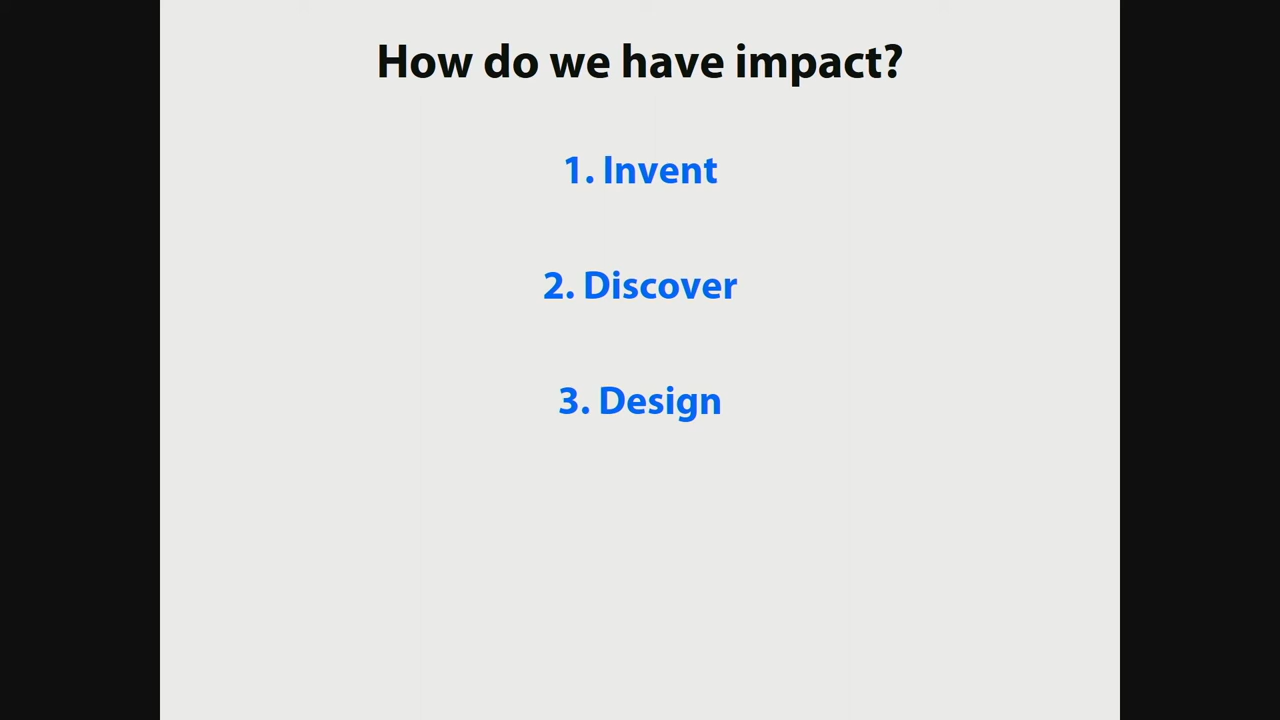 How do we have impact?
1. Invent
2. Discover
3. Design